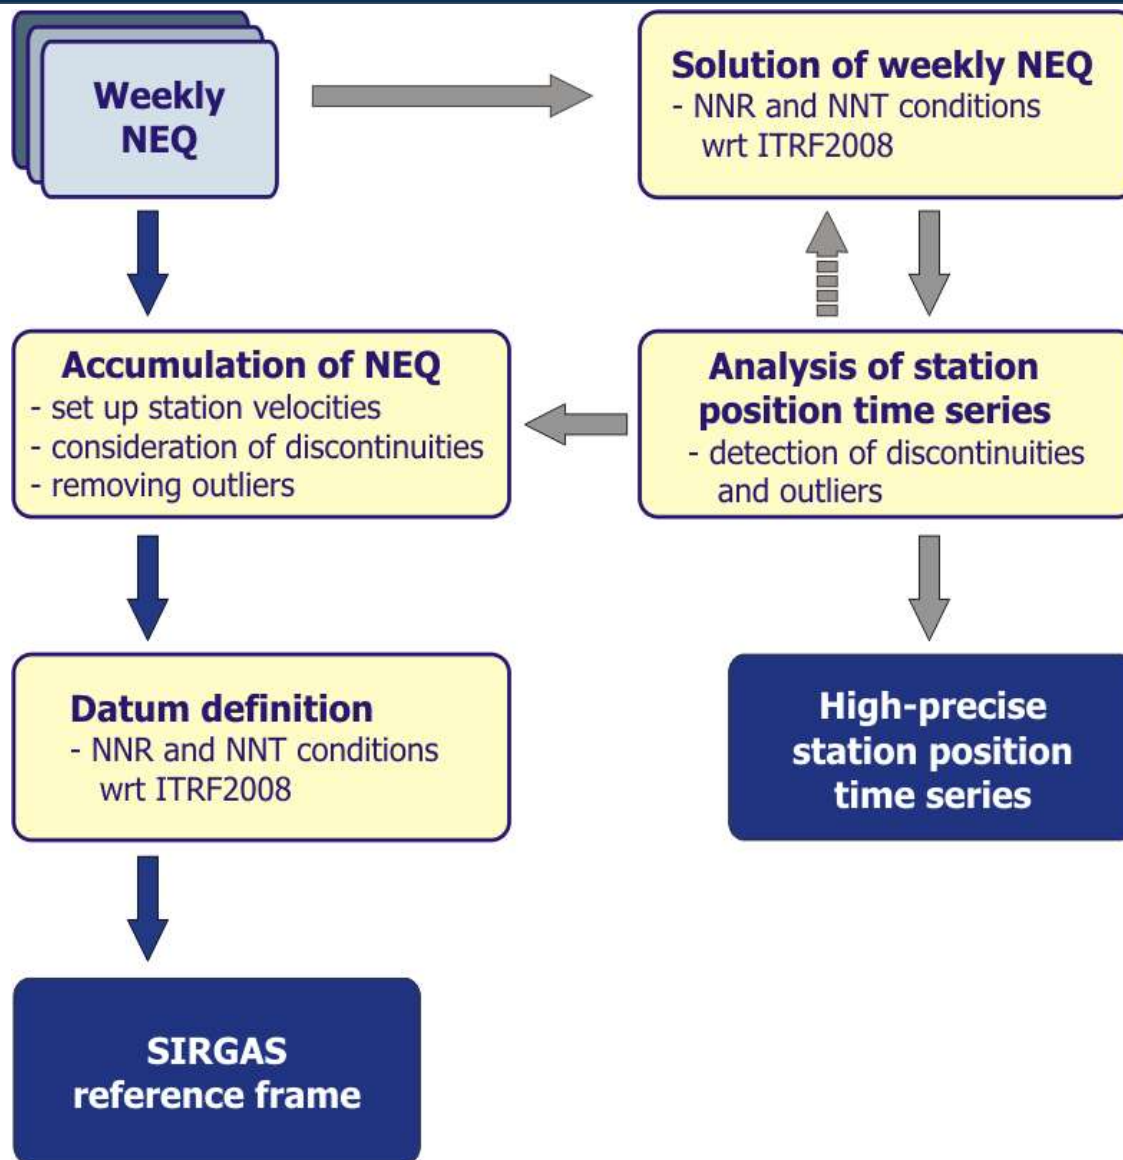 Weekly
NEQ
Solution of weekly NEQ
- NNR and NNT conditions
wrt ITRF2008
Accumulation of NEQ
- set up station velocities
- consideration of discontinuities
- removing outliers
Analysis of station
position time series
- detection of discontinuities
and outliers
Datum definition
- NNR and NNT conditions
wrt ITRF2008
High-precise
station position
time series
SIRGAS
reference frame